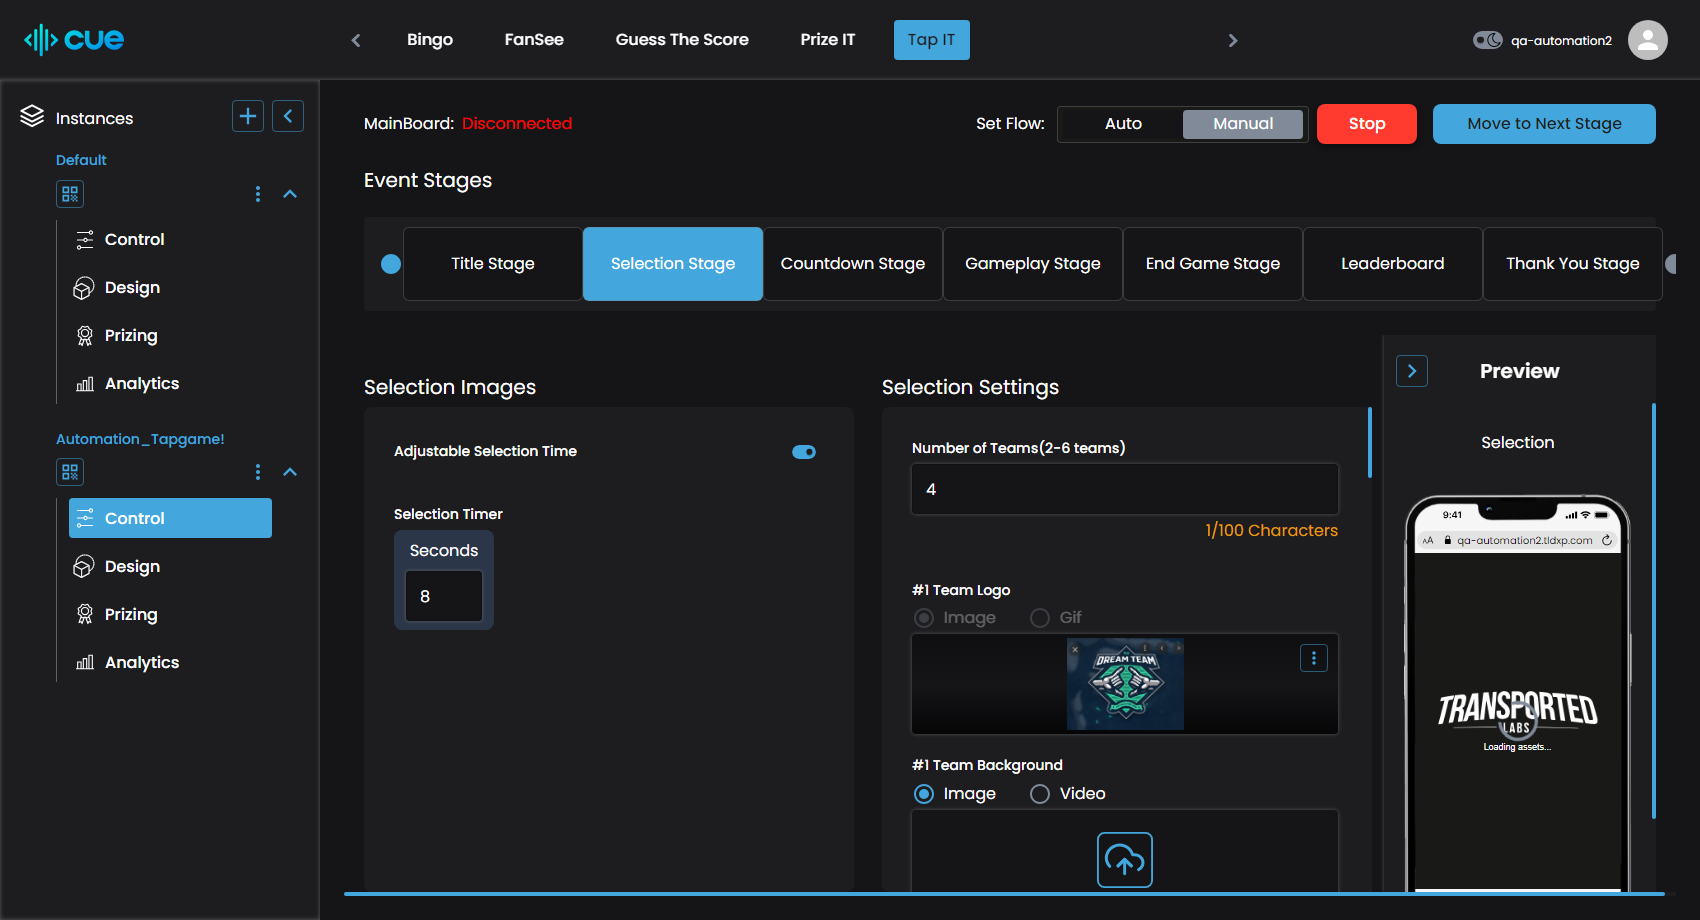 cue
Bingo
FanSee
Guess The Score
Prize IT
Tap IT
qa-automation2
Instances
Default
Control
Design
Prizing
Analytics
Automation_Tapgame!
Control
Design
Prizing
Analytics
MainBoard: Disconnected
Set Flow:
Auto
Manual
Stop
Move to Next Stage
Event Stages
Title Stage
Selection Stage
Countdown Stage
Gameplay Stage
End Game Stage
Leaderboard
Thank You Stage
Selection Images
Adjustable Selection Time
Selection Timer
Seconds
8
Selection Settings
Number of Teams(2-6 teams)
4
1/100 Characters
#1 Team Logo
Image
Gif
DREAM TEAM
#1 Team Background
Image
Video
Preview
Selection
9:41
AA qa-automation2.tldxp.com
TRANSPORTED
LABS
Loading assets...